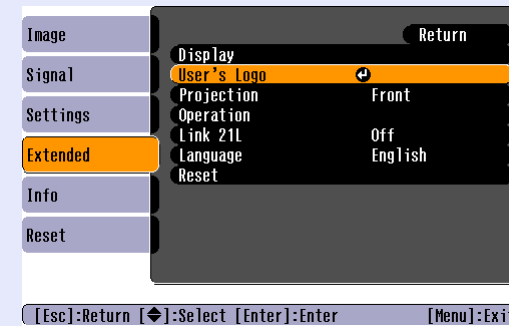 Image
Signal
Settings
Extended
Info
Reset
Return
Display
User's Logo
Projection Front
Operation
Link 21L Off
Language English
Reset
[Esc]:Return [◆]:Select [Enter]:Enter [Menu]:Exit